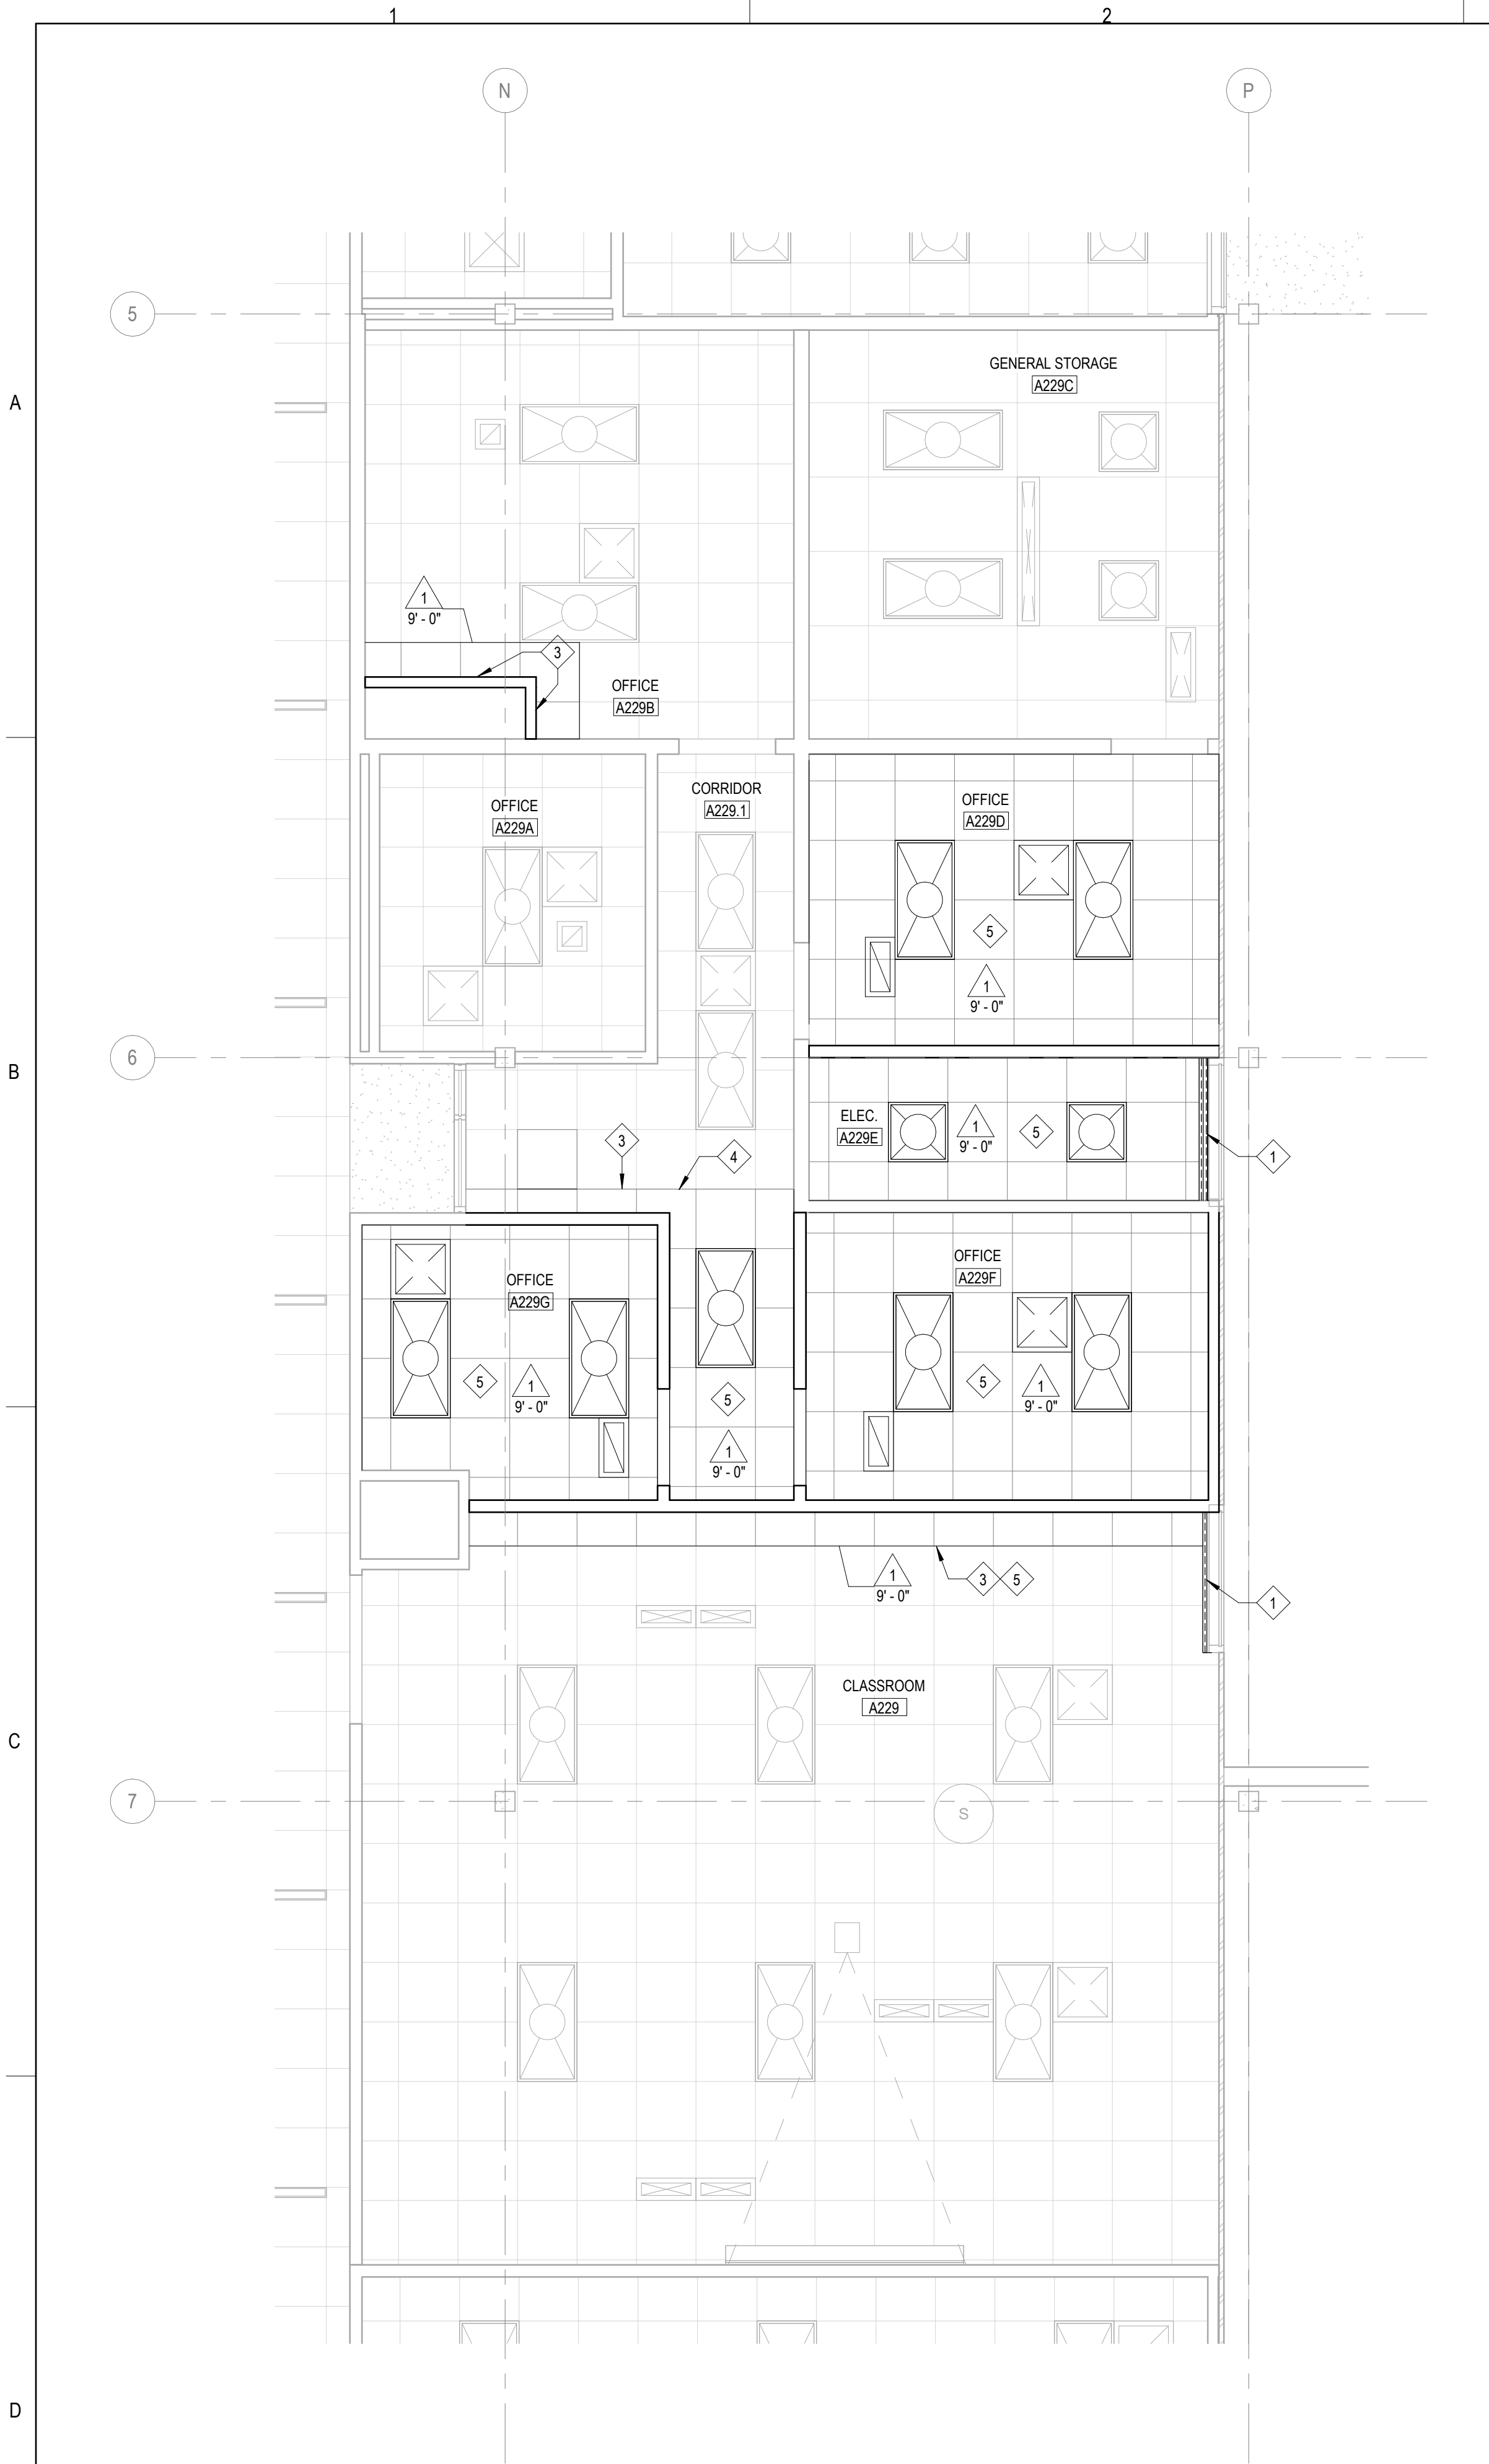 1
2
N
P
5
A
GENERAL STORAGE
A229C
1
9' - 0"
3
OFFICE
A229B
OFFICE
A229A
CORRIDOR
A229.1
OFFICE
A229D
5
1
9' - 0"
6
B
ELEC.
A229E
1
9' - 0"
5
1
3
4
OFFICE
A229G
OFFICE
A229F
5
1
9' - 0"
5
1
9' - 0"
5
1
9' - 0"
1
9' - 0"
3
5
1
CLASSROOM
A229
C
7
S
D